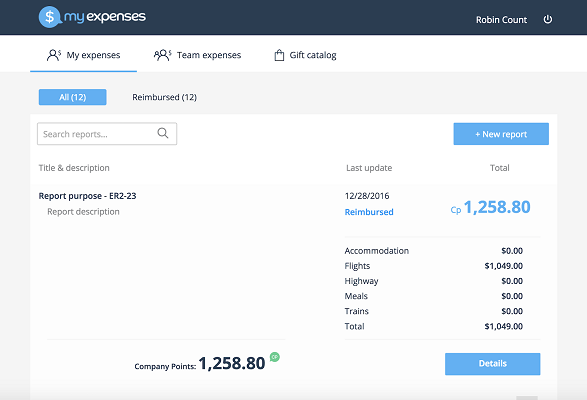 $ my expenses
Robin Count
My expenses
Team expenses
Gift catalog
All (12)
Reimbursed (12)
Search reports...
+ New report
Title & description
Last update
Total
Report purpose - ER2-23
12/28/2016
Cp 1,258.80
Report description
Reimbursed
Accommodation $0.00
Flights $1,049.00
Highway $0.00
Meals $0.00
Trains $0.00
Total $1,049.00
Company Points: 1,258.80 CP
Details